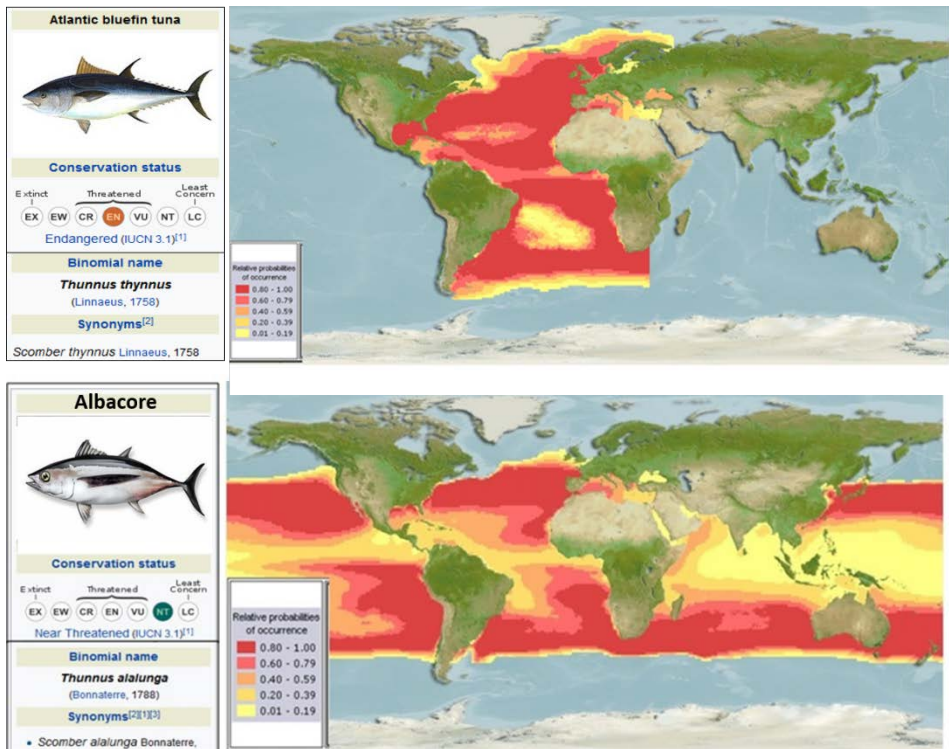 Atlantic bluefin tuna
Conservation status
Extinct Threatened Least Concern
EX EW CR EN VU NT LC
Endangered (IUCN 3.1)[1]
Binomial name
Thunnus thynnus
(Linnaeus, 1758)
Synonyms[2]
Scomber thynnus Linnaeus, 1758
Relative probabilities
of occurrence
0.80 - 1.00
0.60 - 0.79
0.40 - 0.59
0.20 - 0.39
0.01 - 0.19
Albacore
Conservation status
Extinct Threatened Least Concern
EX EW CR EN VU NT LC
Near Threatened (IUCN 3.1)[1]
Binomial name
Thunnus alalunga
(Bonnaterre, 1788)
Synonyms[2][1][3]
• Scomber alalunga Bonnaterre,
Relative probabilities
of occurrence
0.80 - 1.00
0.60 - 0.79
0.40 - 0.59
0.20 - 0.39
0.01 - 0.19